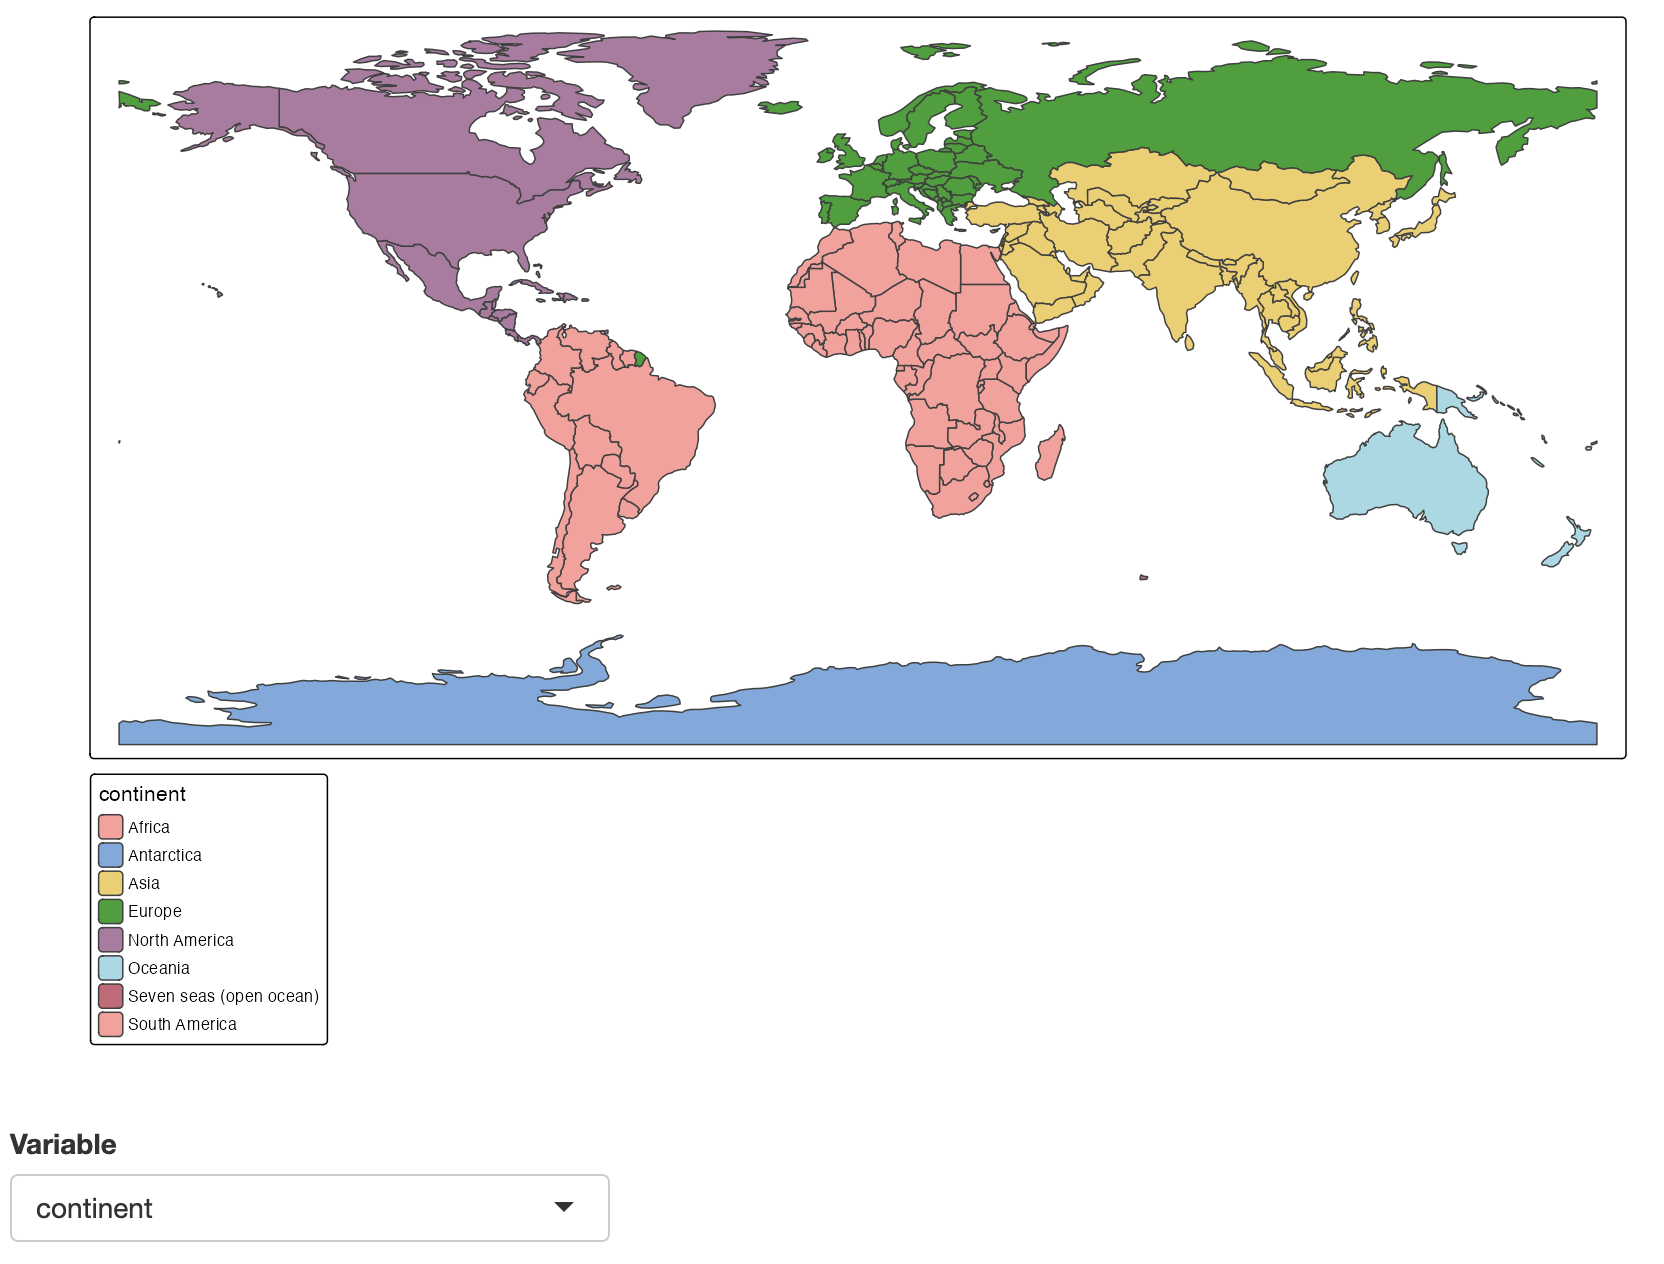 continent
Africa
Antarctica
Asia
Europe
North America
Oceania
Seven seas (open ocean)
South America
Variable
continent